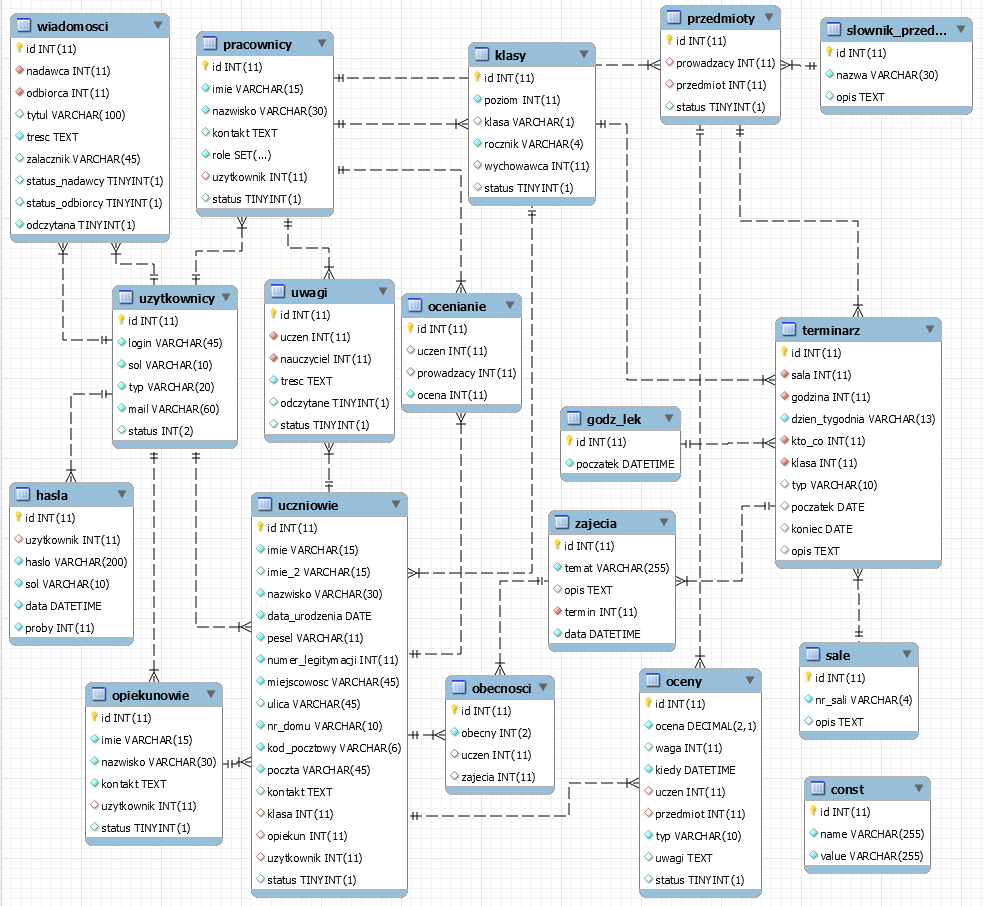 wiadomosci
id INT(11)
nadawca INT(11)
odbiorca INT(11)
tytul VARCHAR(100)
tresc TEXT
zalacznik VARCHAR(45)
status_nadawcy TINYINT(1)
status_odbiorcy TINYINT(1)
odczytana TINYINT(1)
pracownicy
id INT(11)
imie VARCHAR(15)
nazwisko VARCHAR(30)
kontakt TEXT
role SET(...)
uzytkownik INT(11)
status TINYINT(1)
klasy
id INT(11)
poziom INT(11)
klasa VARCHAR(1)
rocznik VARCHAR(4)
wychowawca INT(11)
status TINYINT(1)
przedmioty
id INT(11)
prowadzacy INT(11)
przedmiot INT(11)
status TINYINT(1)
slownik_przed...
id INT(11)
nazwa VARCHAR(30)
opis TEXT
uzytkownicy
id INT(11)
login VARCHAR(45)
sol VARCHAR(10)
typ VARCHAR(20)
mail VARCHAR(60)
status INT(2)
uwagi
id INT(11)
uczen INT(11)
nauczyciel INT(11)
tresc TEXT
odczytane TINYINT(1)
status TINYINT(1)
ocenianie
id INT(11)
uczen INT(11)
prowadzacy INT(11)
ocena INT(11)
terminarz
id INT(11)
sala INT(11)
godzina INT(11)
dzien_tygodnia VARCHAR(13)
kto_co INT(11)
klasa INT(11)
typ VARCHAR(10)
poczatek DATE
koniec DATE
opis TEXT
godz_lek
id INT(11)
poczatek DATETIME
hasla
id INT(11)
uzytkownik INT(11)
haslo VARCHAR(200)
sol VARCHAR(10)
data DATETIME
proby INT(11)
uczniowie
id INT(11)
imie VARCHAR(15)
imie_2 VARCHAR(15)
nazwisko VARCHAR(30)
data_urodzenia DATE
pesel VARCHAR(11)
numer_legitymacji INT(11)
miejscowosc VARCHAR(45)
ulica VARCHAR(45)
nr_domu VARCHAR(10)
kod_pocztowy VARCHAR(6)
poczta VARCHAR(45)
kontakt TEXT
klasa INT(11)
opiekun INT(11)
uzytkownik INT(11)
status TINYINT(1)
zajecia
id INT(11)
temat VARCHAR(255)
opis TEXT
termin INT(11)
data DATETIME
opiekunowie
id INT(11)
imie VARCHAR(15)
nazwisko VARCHAR(30)
kontakt TEXT
uzytkownik INT(11)
status TINYINT(1)
obecnosci
id INT(11)
obecny INT(2)
uczen INT(11)
zajecia INT(11)
oceny
id INT(11)
ocena DECIMAL(2,1)
waga INT(11)
kiedy DATETIME
uczen INT(11)
przedmiot INT(11)
typ VARCHAR(10)
uwagi TEXT
status TINYINT(1)
sale
id INT(11)
nr_sali VARCHAR(4)
opis TEXT
const
id INT(11)
name VARCHAR(255)
value VARCHAR(255)